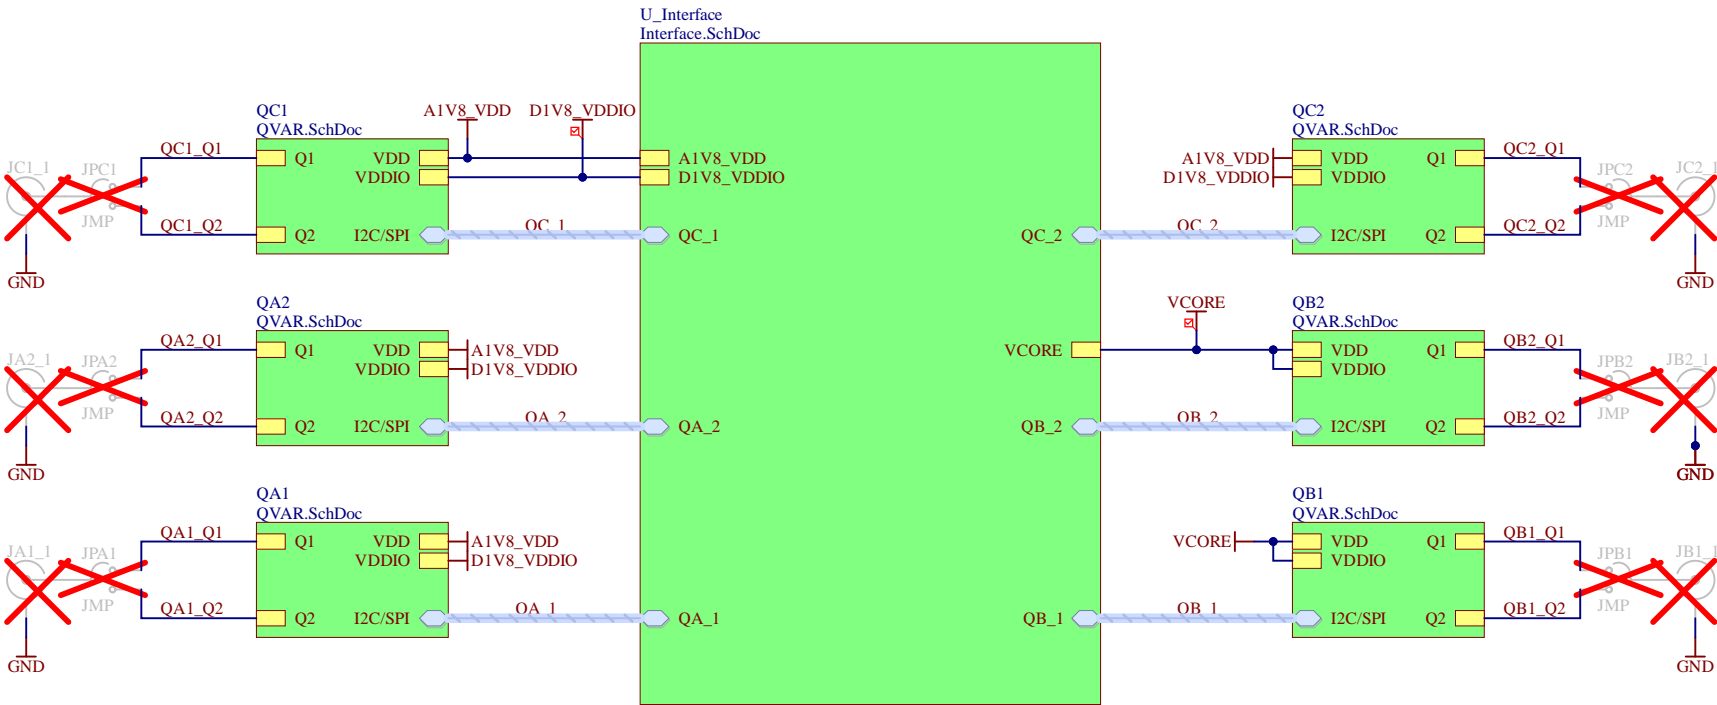 U_Interface
Interface.SchDoc
QC1
QVAR.SchDoc
A1V8_VDD
D1V8_VDDIO
JC1_1
JPC1
JMP
QC1_Q1
QC1_Q2
Q1
Q2
VDD
VDDIO
I2C/SPI
QC_1
A1V8_VDD
D1V8_VDDIO
QC_1
GND
QC2
QVAR.SchDoc
A1V8_VDD
D1V8_VDDIO
QC_2
QC_2
VDD
VDDIO
I2C/SPI
Q1
Q2
QC2_Q1
QC2_Q2
JPC2
JMP
JC2_1
GND
QA2
QVAR.SchDoc
JA2_1
JPA2
JMP
QA2_Q1
QA2_Q2
Q1
Q2
VDD
VDDIO
I2C/SPI
A1V8_VDD
D1V8_VDDIO
QA_2
QA_2
GND
VCORE
QB2
QVAR.SchDoc
VCORE
QB_2
QB_2
VDD
VDDIO
I2C/SPI
Q1
Q2
QB2_Q1
QB2_Q2
JPB2
JMP
JB2_1
GND
QA1
QVAR.SchDoc
JA1_1
JPA1
JMP
QA1_Q1
QA1_Q2
Q1
Q2
VDD
VDDIO
I2C/SPI
A1V8_VDD
D1V8_VDDIO
QA_1
QA_1
GND
QB1
QVAR.SchDoc
VCORE
QB_1
QB_1
VDD
VDDIO
I2C/SPI
Q1
Q2
QB1_Q1
QB1_Q2
JPB1
JMP
JB1_1
GND